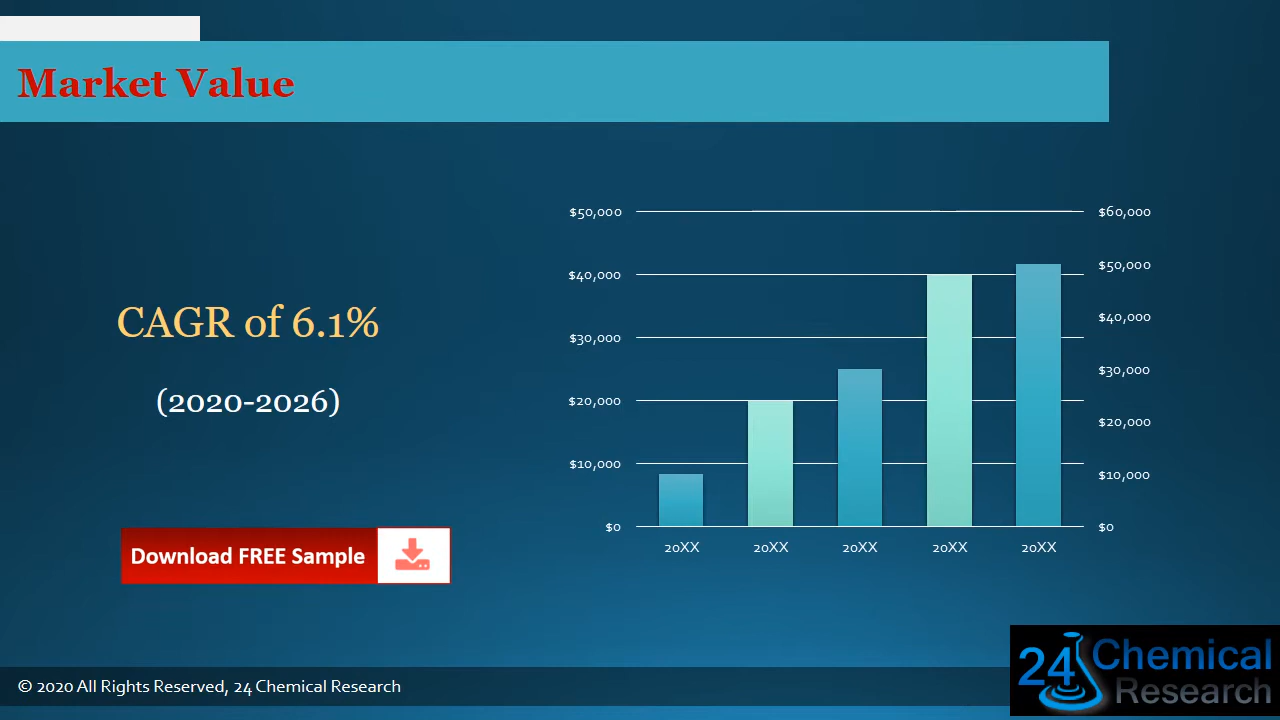 Market Value
CAGR of 6.1%
(2020-2026)
Download FREE Sample
$50,000
$40,000
$30,000
$20,000
$10,000
$0
$60,000
$50,000
$40,000
$30,000
$20,000
$10,000
$0
20XX 20XX 20XX 20XX 20XX
© 2020 All Rights Reserved, 24 Chemical Research
24 Chemical
Research